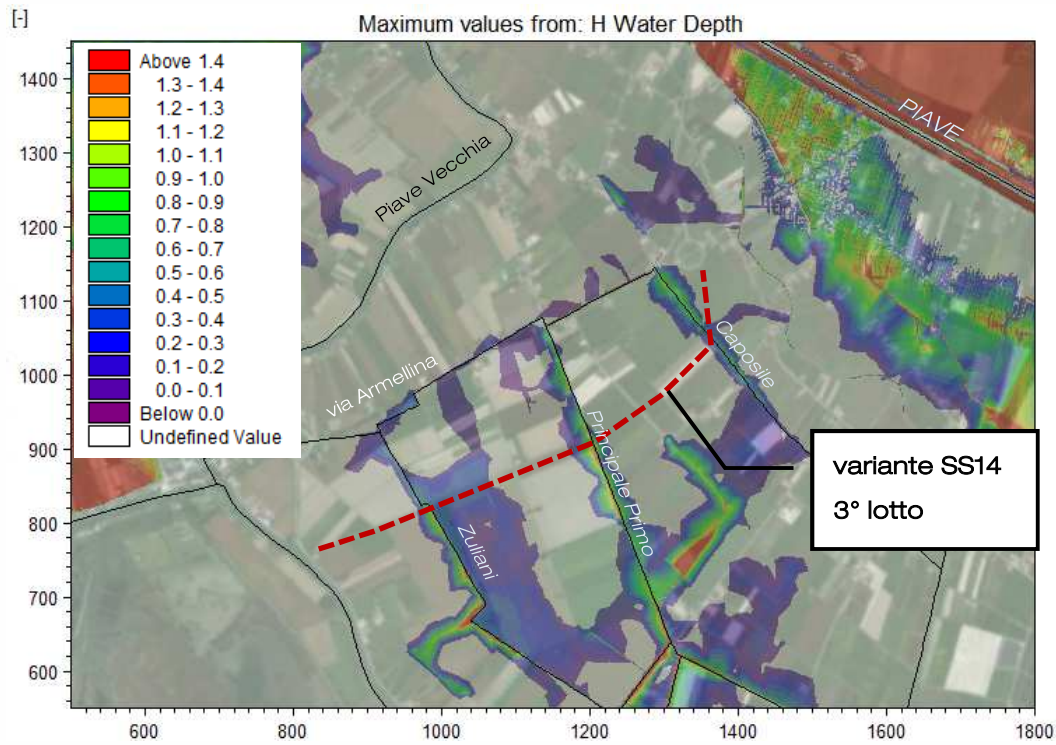 [-]
Maximum values from: H Water Depth
Above 1.4
1.3 - 1.4
1.2 - 1.3
1.1 - 1.2
1.0 - 1.1
0.9 - 1.0
0.8 - 0.9
0.7 - 0.8
0.6 - 0.7
0.5 - 0.6
0.4 - 0.5
0.3 - 0.4
0.2 - 0.3
0.1 - 0.2
0.0 - 0.1
Below 0.0
Undefined Value
1400
1300
1200
1100
1000
900
800
700
600
PIAVE
Piave Vecchia
Caposile
via Armellina
Principale Primo
Zuliani
variante SS14
3° lotto
600
800
1000
1200
1400
1600
1800